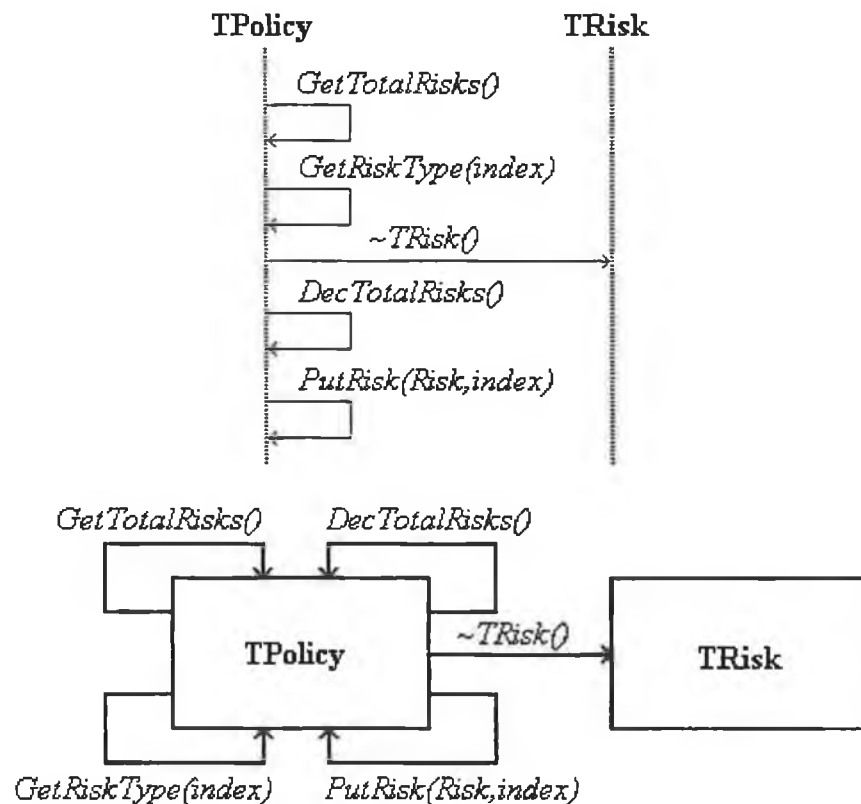 TPolicy TRisk
GetTotalRisks()
GetRiskType(index)
~TRisk()
DecTotalRisks()
PutRisk(Risk,index)
GetTotalRisks() DecTotalRisks()
~TRisk()
TPolicy TRisk
GetRiskType(index) PutRisk(Risk,index)